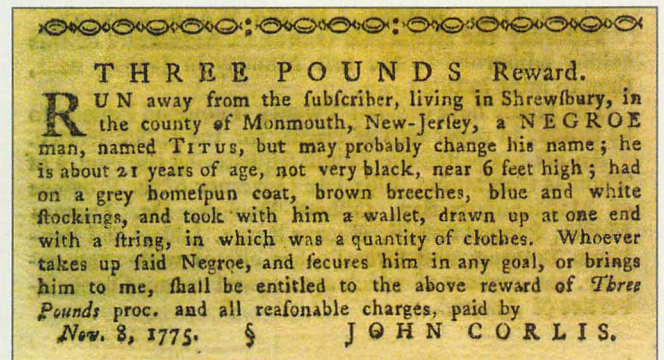 THREE POUNDS Reward.
RUN away from the ſubſcriber, living in Shrewſbury, in
the county of Monmouth, New-Jerſey, a NEGROE
man, named TITUS, but may probably change his name; he
is about 21 years of age, not very black, near 6 feet high; had
on a grey homeſpun coat, brown breeches, blue and white
ſtockings, and took with him a wallet, drawn up at one end
with a ſtring, in which was a quantity of clothes. Whoever
takes up ſaid Negroe, and ſecures him in any goal, or brings
him to me, ſhall be entitled to the above reward of Three
Pounds proc. and all reaſonable charges, paid by
Nov. 8, 1775. § JOHN CORLIS.